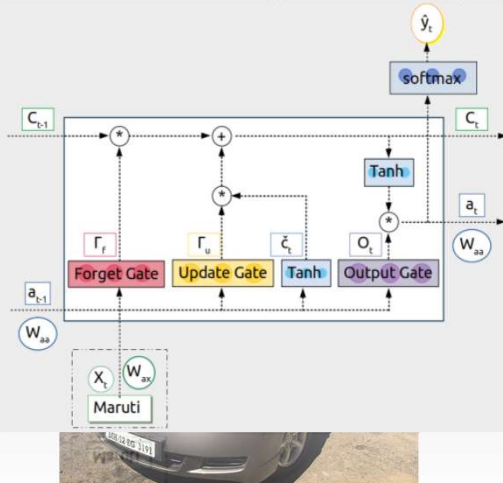 ŷt
softmax
Ct-1
Ct
*
+
Tanh
*
at
*
Γf
Γu
čt
Ot
Waa
Forget Gate
Update Gate
Tanh
Output Gate
at-1
Waa
Xt
Wax
Maruti